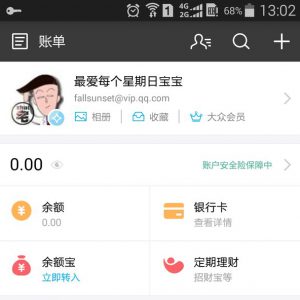 4G 2G 68% 13:02
账单
最爱每个星期日宝宝
fallsunset@vip.qq.com
相册 收藏 大众会员
0.00 账户安全险保障中
余额 银行卡
0.00 查看详情
余额宝 定期理财
立即转入 招财宝等